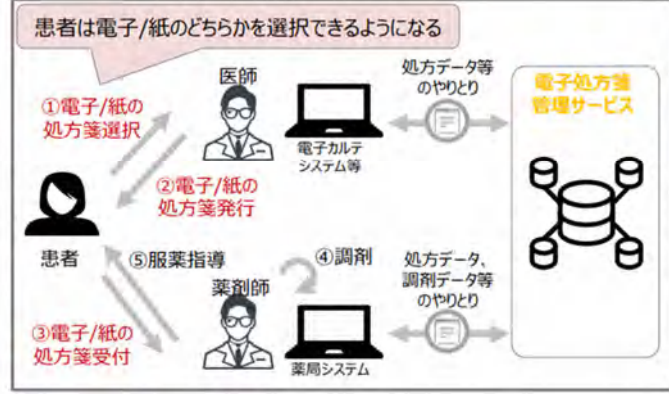 患者は電子/紙のどちらかを選択できるようになる
医師
処方データ等
のやりとり
電子処方箋
管理サービス
①電子/紙の
処方箋選択
電子カルテ
システム等
②電子/紙の
処方箋発行
患者
⑤服薬指導
④調剤
処方データ、
調剤データ等
のやりとり
薬剤師
③電子/紙の
処方箋受付
薬局システム